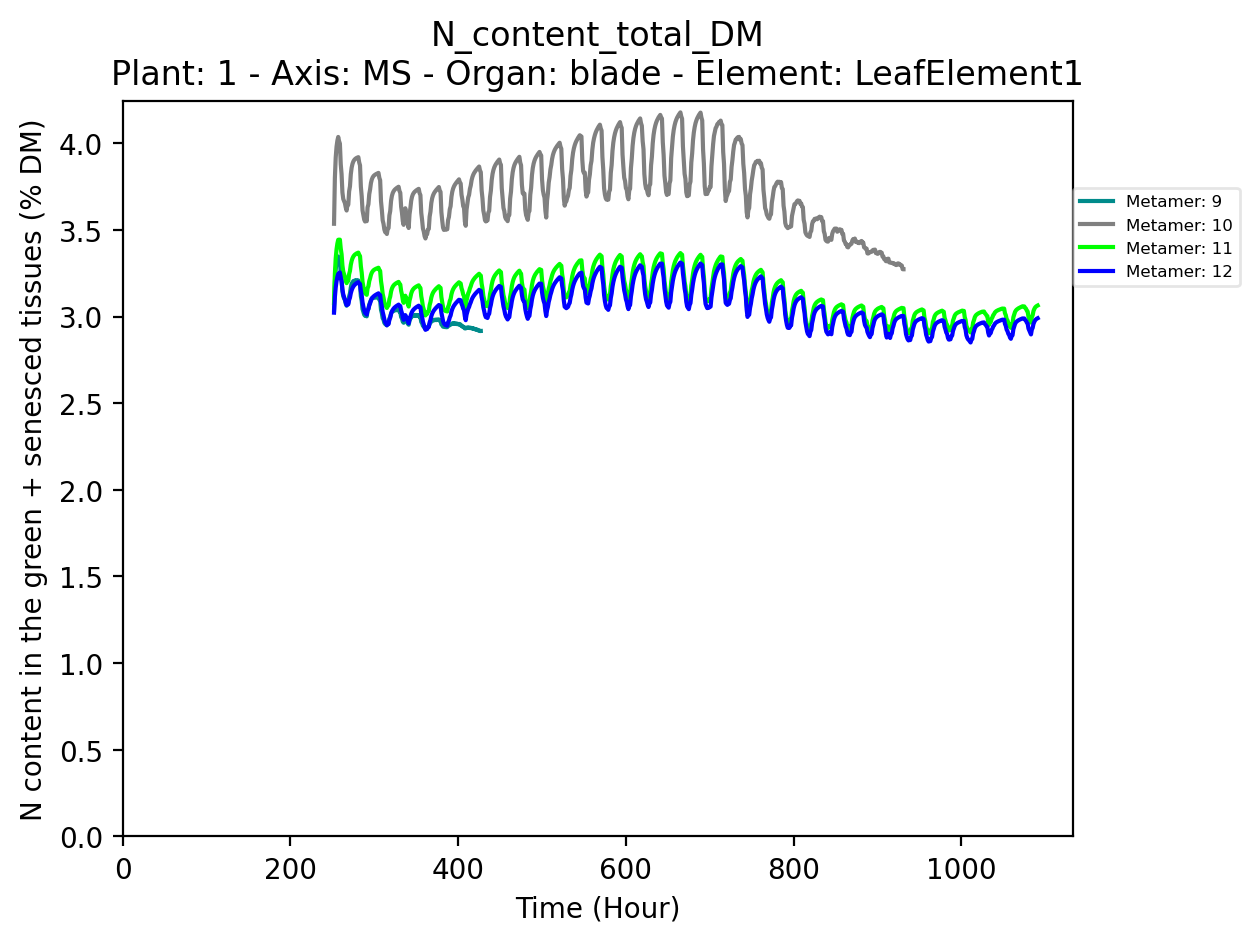 N_content_total_DM
Plant: 1 - Axis: MS - Organ: blade - Element: LeafElement1
N content in the green + senesced tissues (% DM)
4.0
3.5
3.0
2.5
2.0
1.5
1.0
0.5
0.0
0
200
400
600
800
1000
Time (Hour)
Metamer: 9
Metamer: 10
Metamer: 11
Metamer: 12